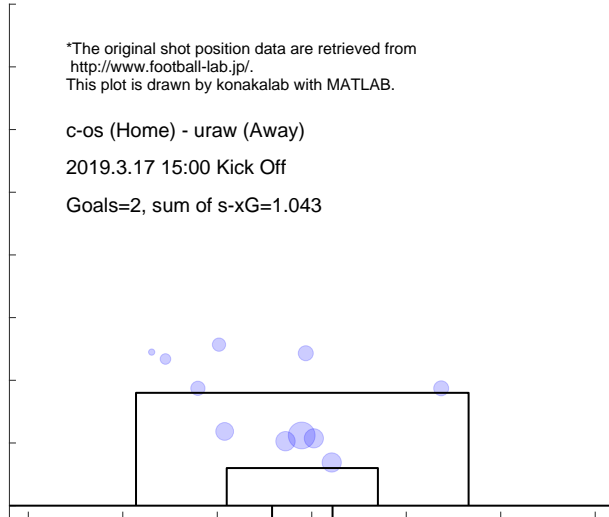 *The original shot position data are retrieved from
http://www.football-lab.jp/.
This plot is drawn by konakalab with MATLAB.
c-os (Home) - uraw (Away)
2019.3.17 15:00 Kick Off
Goals=2, sum of s-xG=1.043